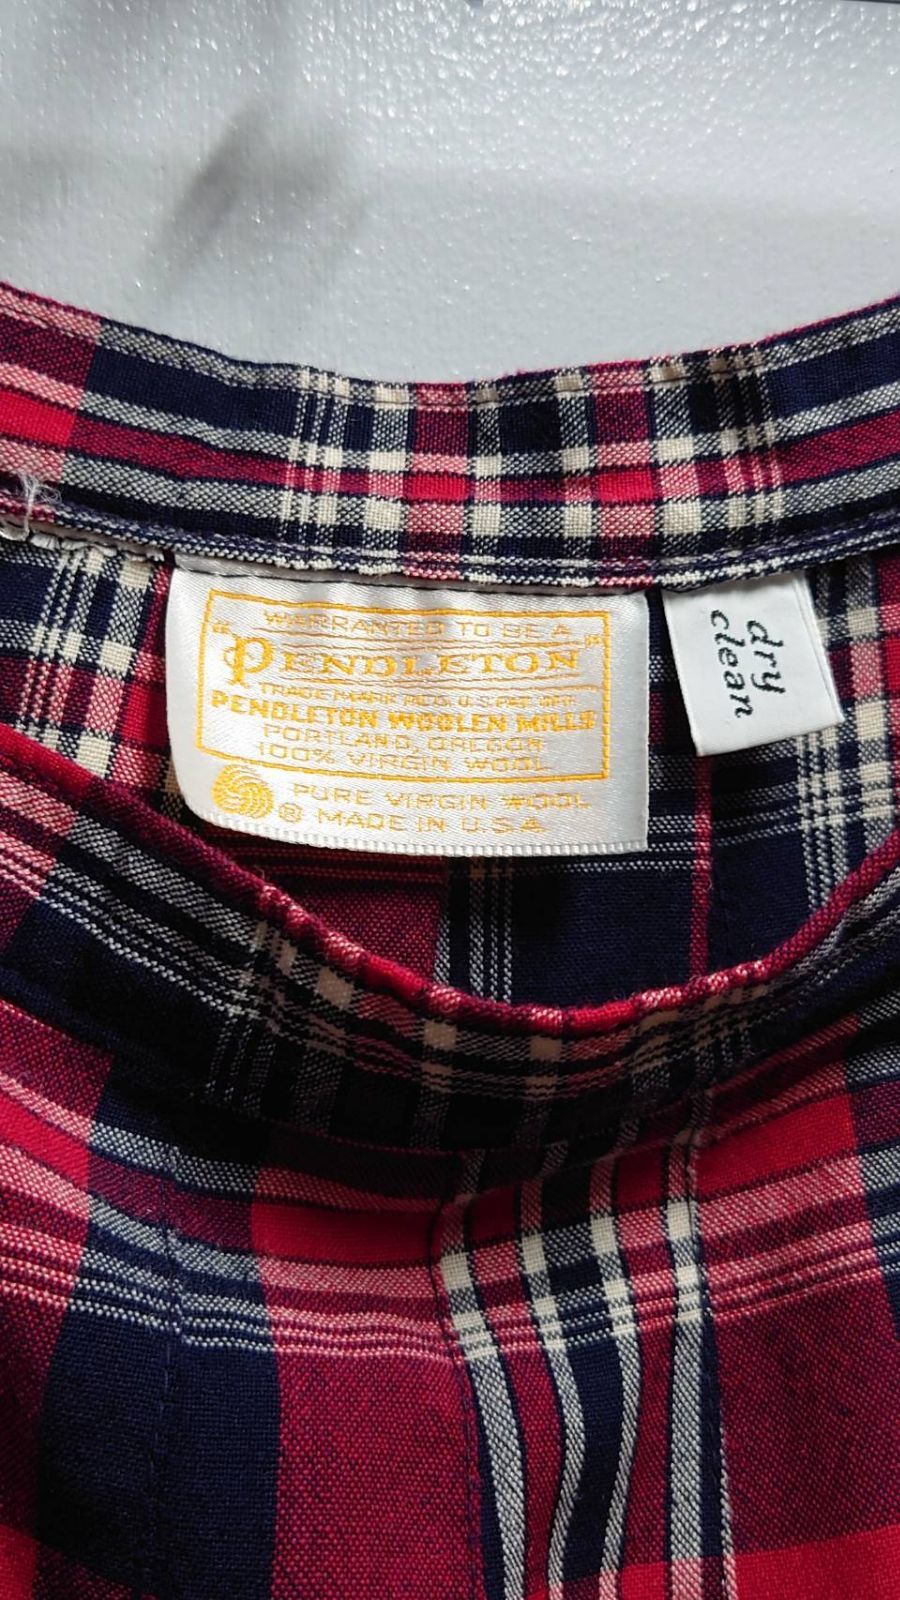 WARRANTED TO BE A
"PENDLETON"
TRADE MARK REG. U.S. PAT. OFF.
PENDLETON WOOLEN MILLS
PORTLAND, OREGON
100% VIRGIN WOOL
PURE VIRGIN WOOL
® MADE IN U.S.A.
dry
clean